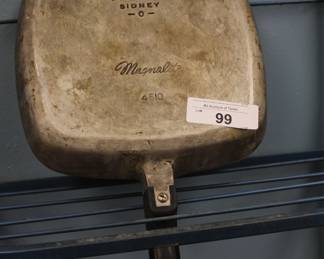 SIDNEY
-O-
Magnalite
4510
99